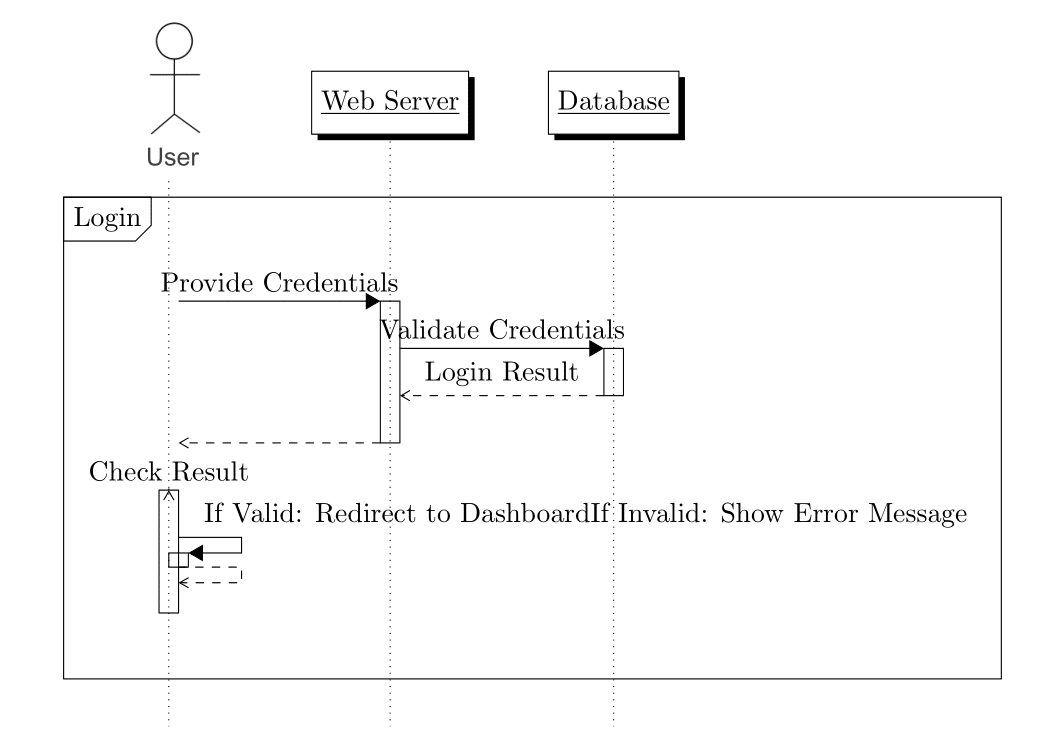 User
Web Server
Database
Login
Provide Credentials
Validate Credentials
Login Result
Check Result
If Valid: Redirect to DashboardIf Invalid: Show Error Message